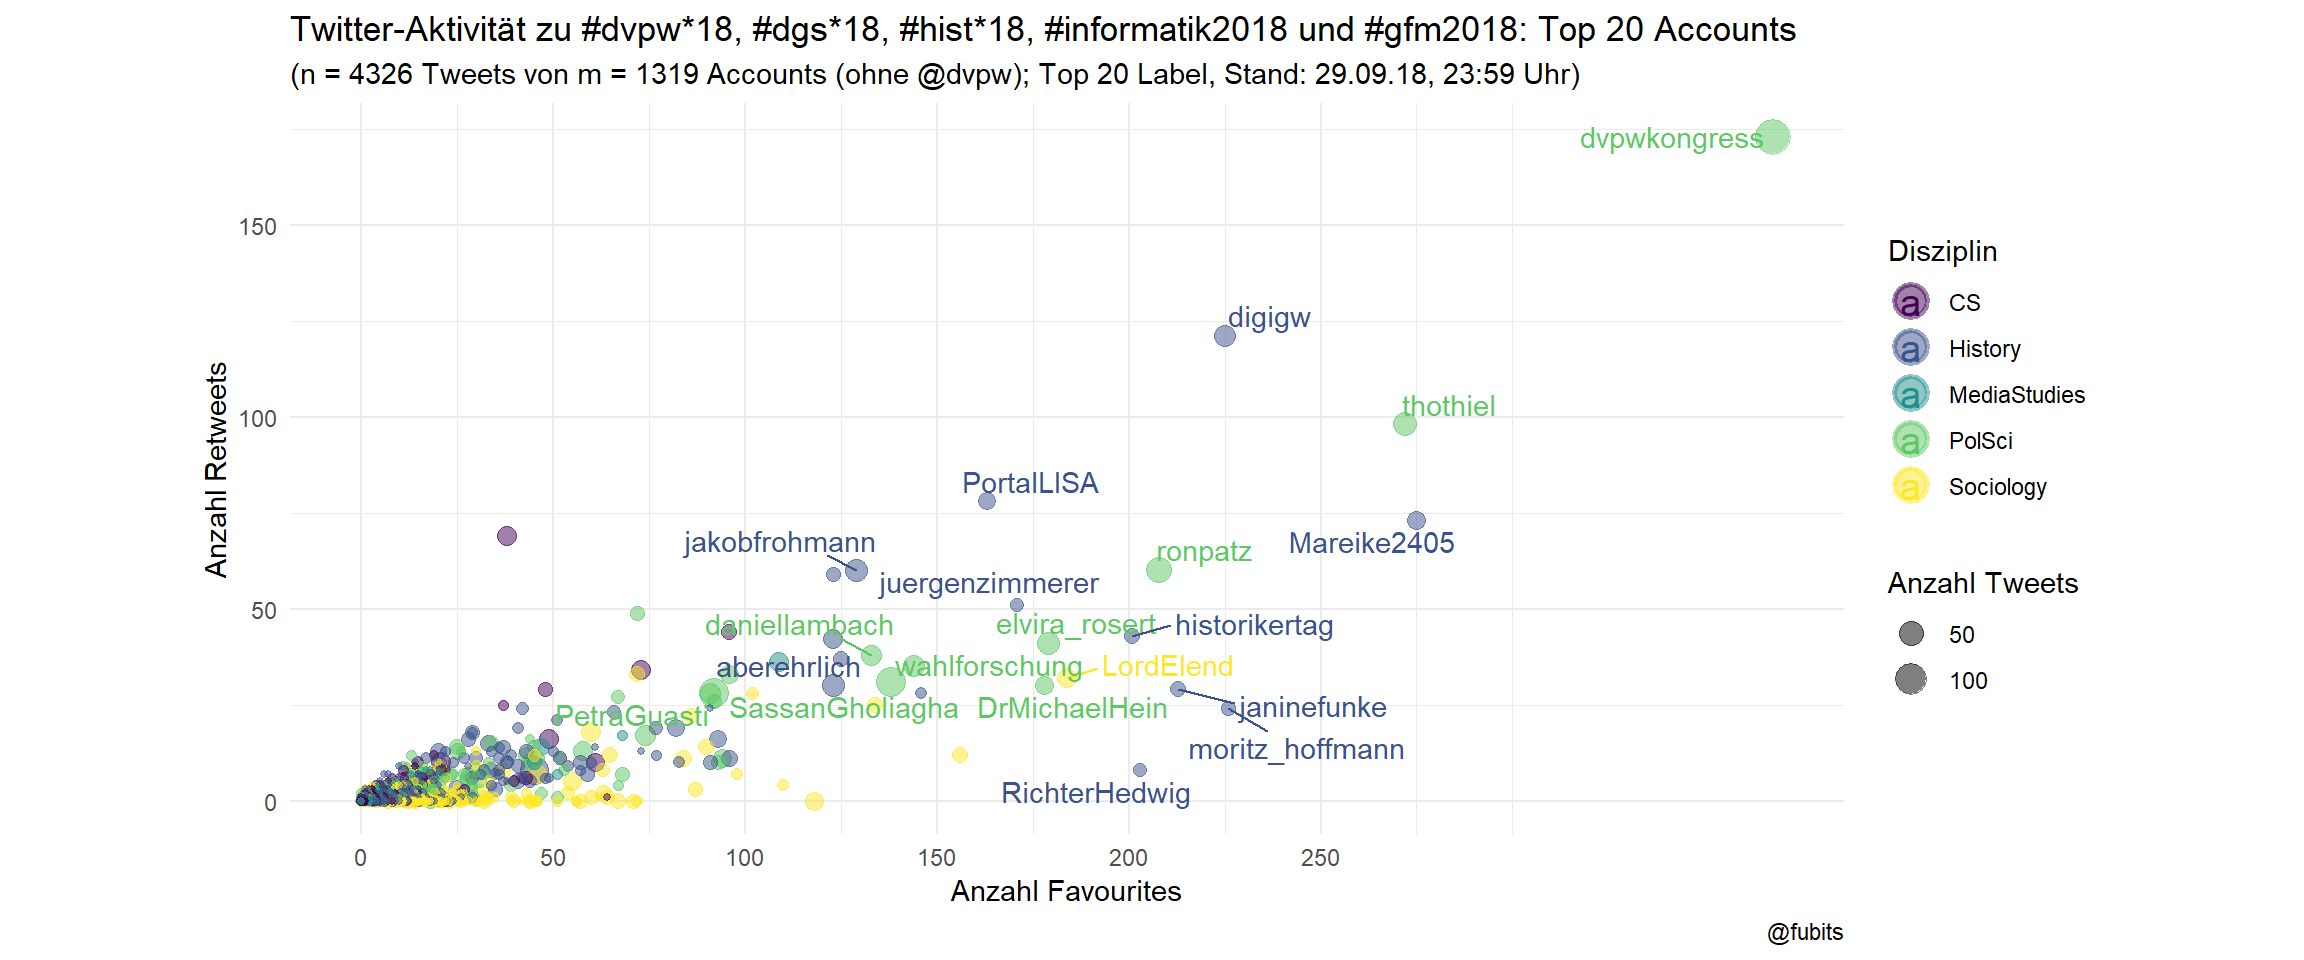 Twitter-Aktivität zu #dvpw*18, #dgs*18, #hist*18, #informatik2018 und #gfm2018: Top 20 Accounts
(n = 4326 Tweets von m = 1319 Accounts (ohne @dvpw); Top 20 Label, Stand: 29.09.18, 23:59 Uhr)
dvpwkongress
150
digigw
100
thothiel
PortalLISA
Mareike2405
jakobfrohmann
ronpatz
juergenzimmerer
50
daniellambach
elvira_rosert
historikertag
aberehrlich
wahlforschung
LordElend
PetraGuasti
SassanGholiagha
DrMichaelHein
janinefunke
moritz_hoffmann
RichterHedwig
0
0
50
100
150
200
250
Anzahl Retweets
Anzahl Favourites
Disziplin
a CS
a History
a MediaStudies
a PolSci
a Sociology
Anzahl Tweets
50
100
@fubits